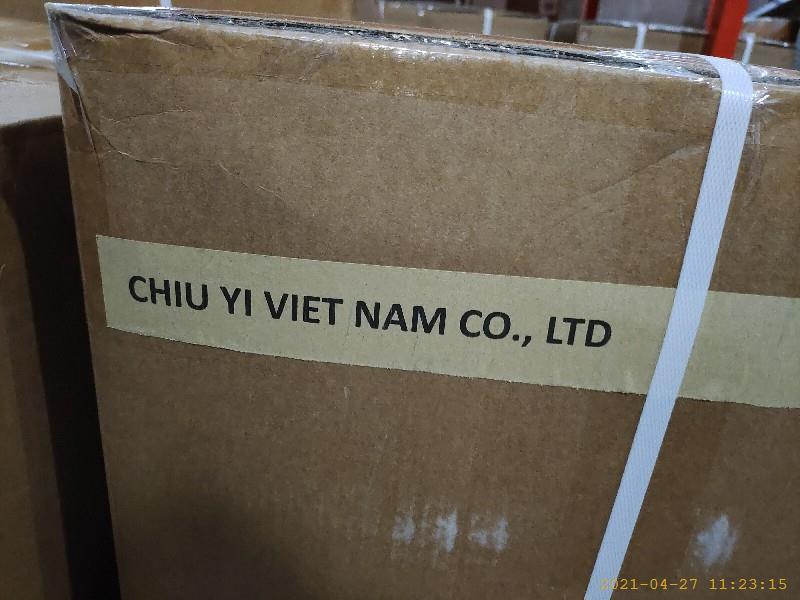 CHIU YI VIET NAM CO., LTD
2021-04-27 11:23:15